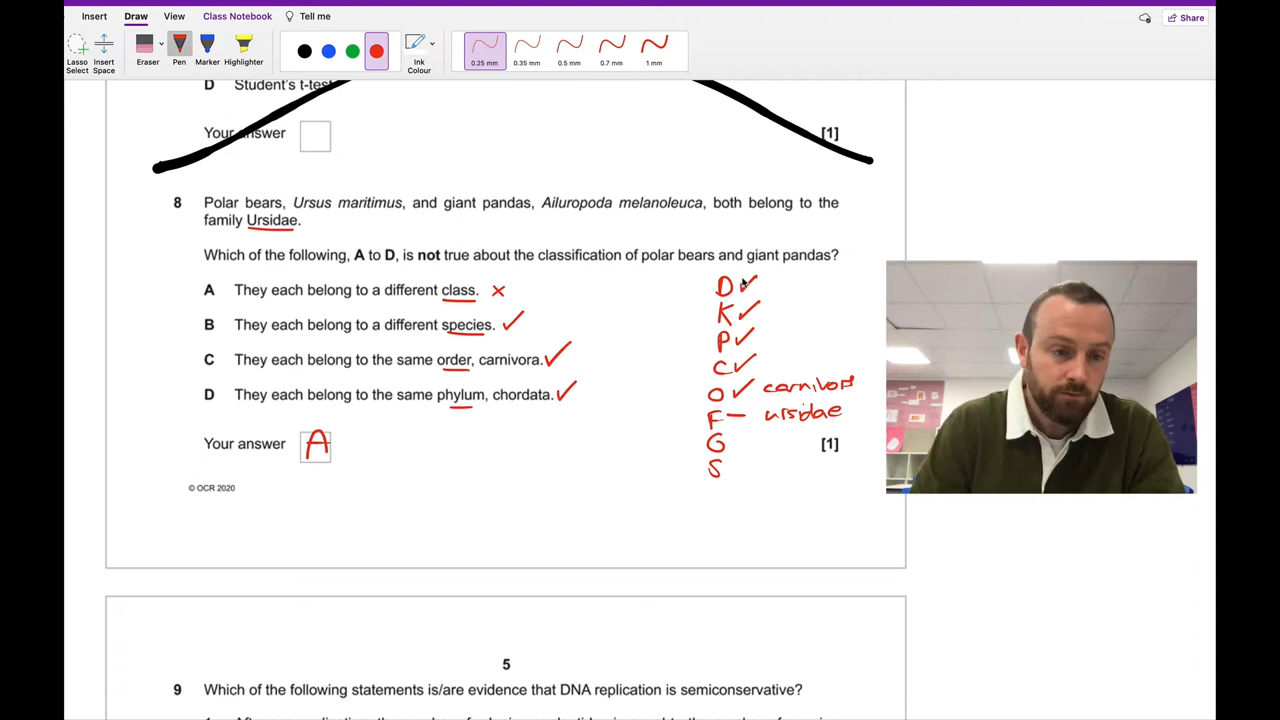 Insert Draw View Class Notebook Tell me Share
Lasso Select Insert Space Eraser Pen Marker Highlighter Ink Colour 0.25 mm 0.35 mm 0.5 mm 0.7 mm 1 mm
D Student's t-test
Your answer [1]
8 Polar bears, Ursus maritimus, and giant pandas, Ailuropoda melanoleuca, both belong to the
family Ursidae.
Which of the following, A to D, is not true about the classification of polar bears and giant pandas?
A They each belong to a different class. ×
B They each belong to a different species. ✓
C They each belong to the same order, carnivora. ✓
D They each belong to the same phylum, chordata. ✓
Your answer A [1]
D ✓
K ✓
P ✓
C ✓
O ✓
F – ursidae
G
S
© OCR 2020
5
9 Which of the following statements is/are evidence that DNA replication is semiconservative?